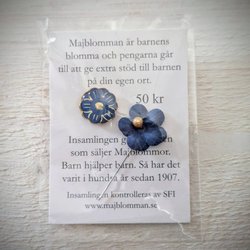 Majblomman är barnens
blomma och pengarna går
till att ge extra stöd till barnen
på din egen ort.
50 kr
Insamlingen
som säljer Majblommor.
Barn hjälper barn. Så har det
varit i hundra år sedan 1907.
Insamlingen kontrolleras av SFI
www.majblomman.se